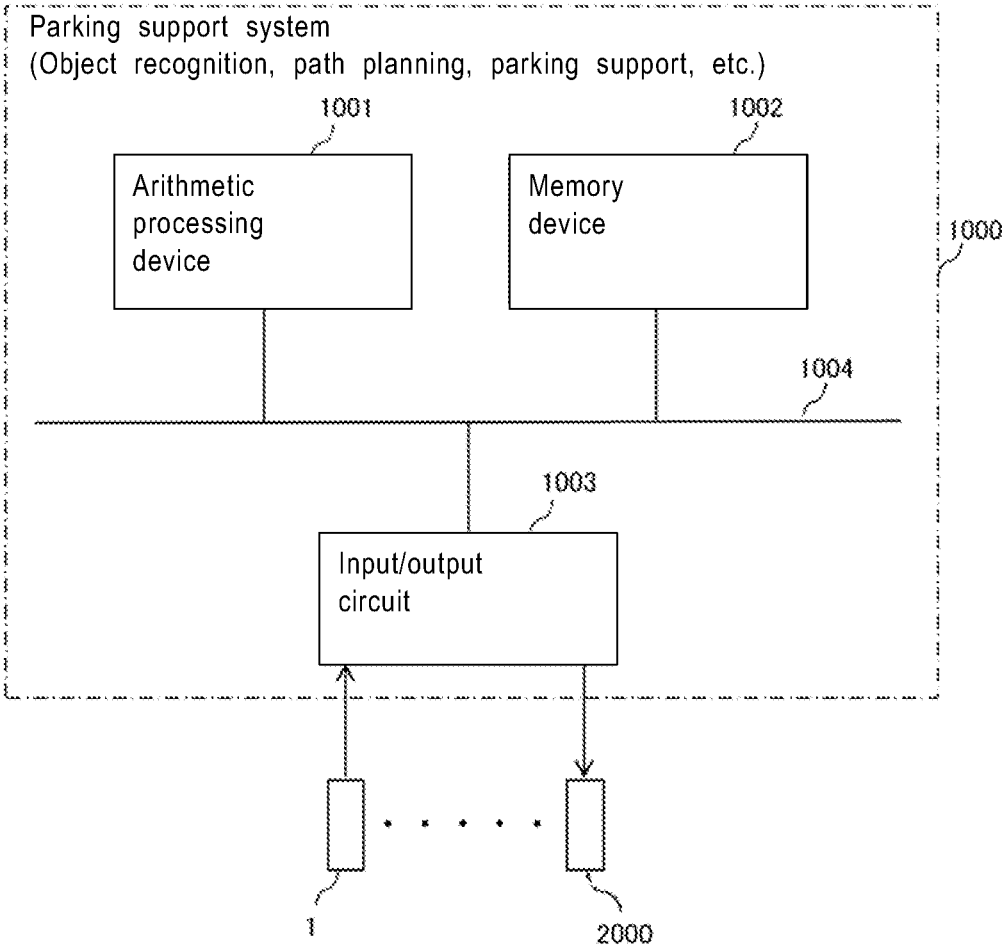 Parking support system
(Object recognition, path planning, parking support, etc.)
1001
1002
Arithmetic
processing
device
Memory
device
1000
1004
1003
Input/output
circuit
1
2000